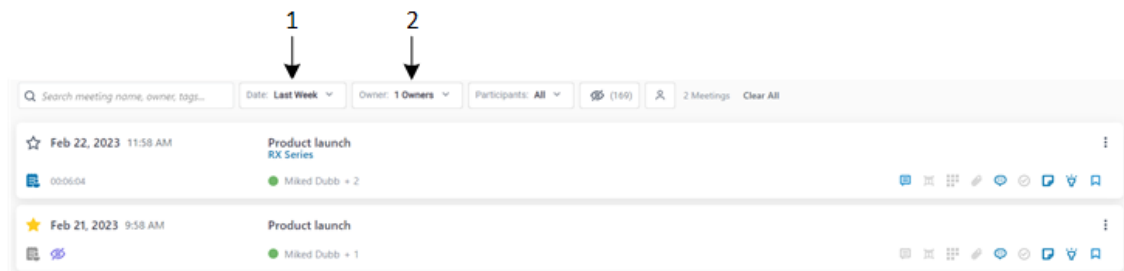 1 2
Search meeting name, owner, tags... Date: Last Week Owner: 1 Owners Participants: All (169) 2 Meetings Clear All
Feb 22, 2023 11:58 AM Product launch
RX Series
00:06:04 Miked Dubb + 2
Feb 21, 2023 9:58 AM Product launch
Miked Dubb + 1